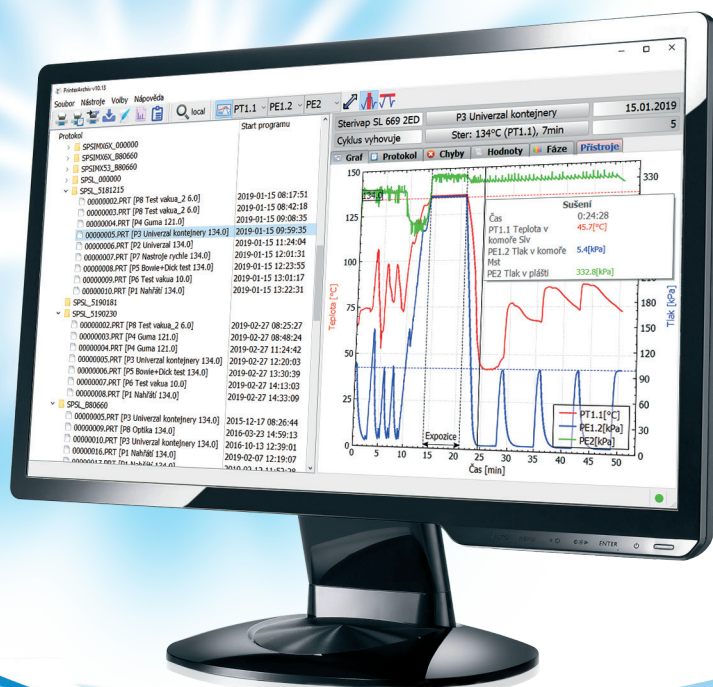 PrinterArchiv v10.13
Soubor Nástroje Volby Nápověda
local PT1.1 PE1.2 PE2
Protokol Start programu
SPSIMX6X_000000
SPSIMX6X_B80660
SPSIMX53_B80660
SPSL_000000
SPSL_5181215
00000002.PRT [P8 Test vakua_2 6.0] 2019-01-15 08:17:51
00000003.PRT [P8 Test vakua_2 6.0] 2019-01-15 08:42:18
00000004.PRT [P4 Guma 121.0] 2019-01-15 09:08:35
00000005.PRT [P3 Univerzal kontejnery 134.0] 2019-01-15 09:59:35
00000006.PRT [P2 Univerzal 134.0] 2019-01-15 11:24:04
00000007.PRT [P7 Nastroje rychle 134.0] 2019-01-15 12:01:31
00000008.PRT [P5 Bowie+Dick test 134.0] 2019-01-15 12:23:55
00000009.PRT [P6 Test vakua 10.0] 2019-01-15 13:01:17
00000010.PRT [P1 Nahřátí 134.0] 2019-01-15 13:22:31
SPSL_5190181
SPSL_5190230
00000002.PRT [P8 Test vakua_2 6.0] 2019-02-27 08:25:27
00000003.PRT [P4 Guma 121.0] 2019-02-27 08:48:24
00000004.PRT [P4 Guma 121.0] 2019-02-27 11:24:42
00000005.PRT [P3 Univerzal kontejnery 134.0] 2019-02-27 12:20:03
00000006.PRT [P5 Bowie+Dick test 134.0] 2019-02-27 13:30:39
00000007.PRT [P6 Test vakua 10.0] 2019-02-27 14:13:03
00000008.PRT [P1 Nahřátí 134.0] 2019-02-27 14:33:09
SPSL_B80660
00000005.PRT [P3 Univerzal kontejnery 134.0] 2015-12-17 08:26:44
00000009.PRT [P8 Optika 134.0] 2016-03-23 14:59:13
00000010.PRT [P3 Univerzal kontejnery 134.0] 2016-10-13 12:39:01
00000016.PRT [P1 Nahřátí 134.0] 2019-02-07 12:19:07
Sterivap SL 669 2ED P3 Univerzal kontejnery 15.01.2019
Cyklus vyhovuje Ster: 134°C (PT1.1), 7min 5
Graf Protokol Chyby Hodnoty Fáze Přístroje
Teplota [°C]
150
125
100
75
50
25
0
134.0
Sušení
Čas 0:24:28
PT1.1 Teplota v komoře Slv 45.7[°C]
PE1.2 Tlak v komoře Mst 5.4[kPa]
PE2 Tlak v plášti 332.8[kPa]
330
210
180
150
120
90
60
30
0
Tlak [kPa]
Expozice
PT1.1[°C]
PE1.2[kPa]
PE2[kPa]
0 5 10 15 20 25 30 35 40 45 50
Čas [min]
ENTER